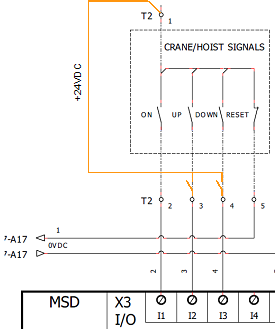 T2
1
CRANE/HOIST SIGNALS
+24VDC
ON UP DOWN RESET
T2 2 3 4 5
1
-A17
0VDC
-A17
2 3 4
MSD X3 I/O I1 I2 I3 I4